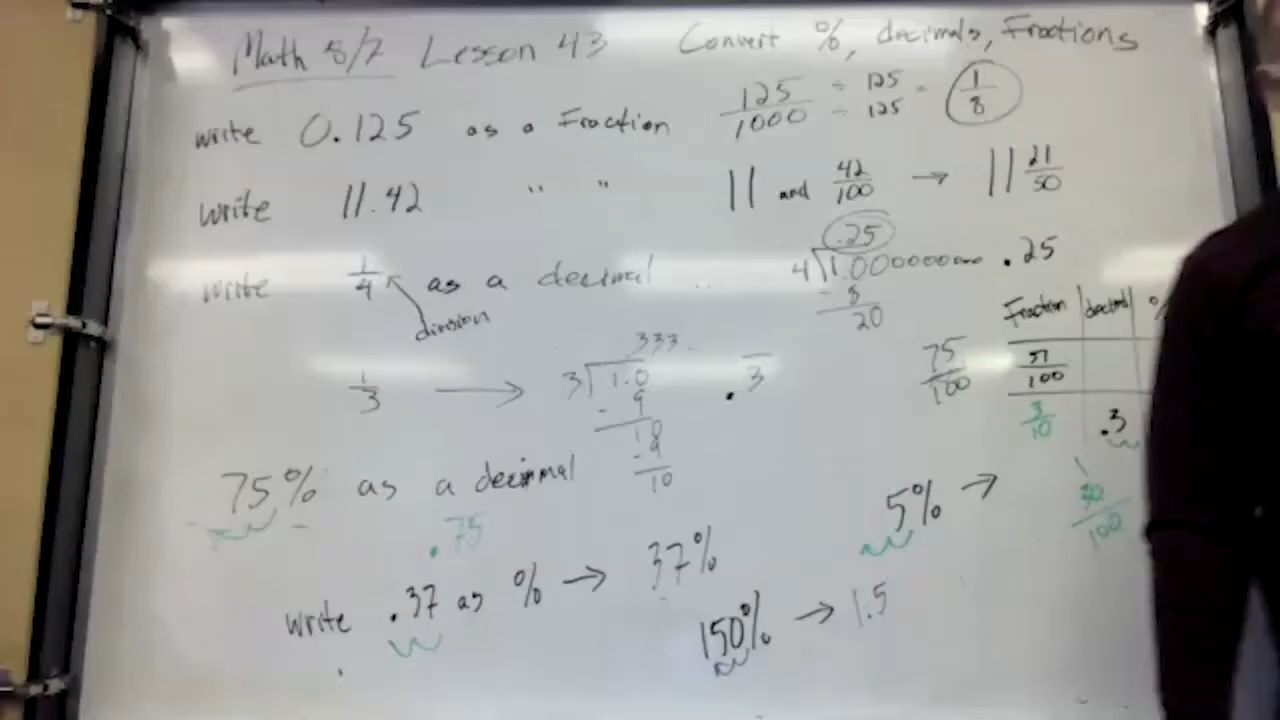 Math 8/7 Lesson 43 Convert %, decimals, Fractions
write 0.125 as a Fraction 125/1000 ÷ 125/÷ 125 = 1/8
write 11.42 " " 11 and 42/100 → 11 21/50
write 1/4 as a decimal .25 4 1.000000000 .25
division - 8
20
Fraction decimal %
1/3 → 3 1.0 333 .3̅ 75/100 51/100
- 9 3/10 .3
10
- 9
10
75% as a decimal 5% → 30/100
.75
write .37 as % → 37%
150% → 1.5